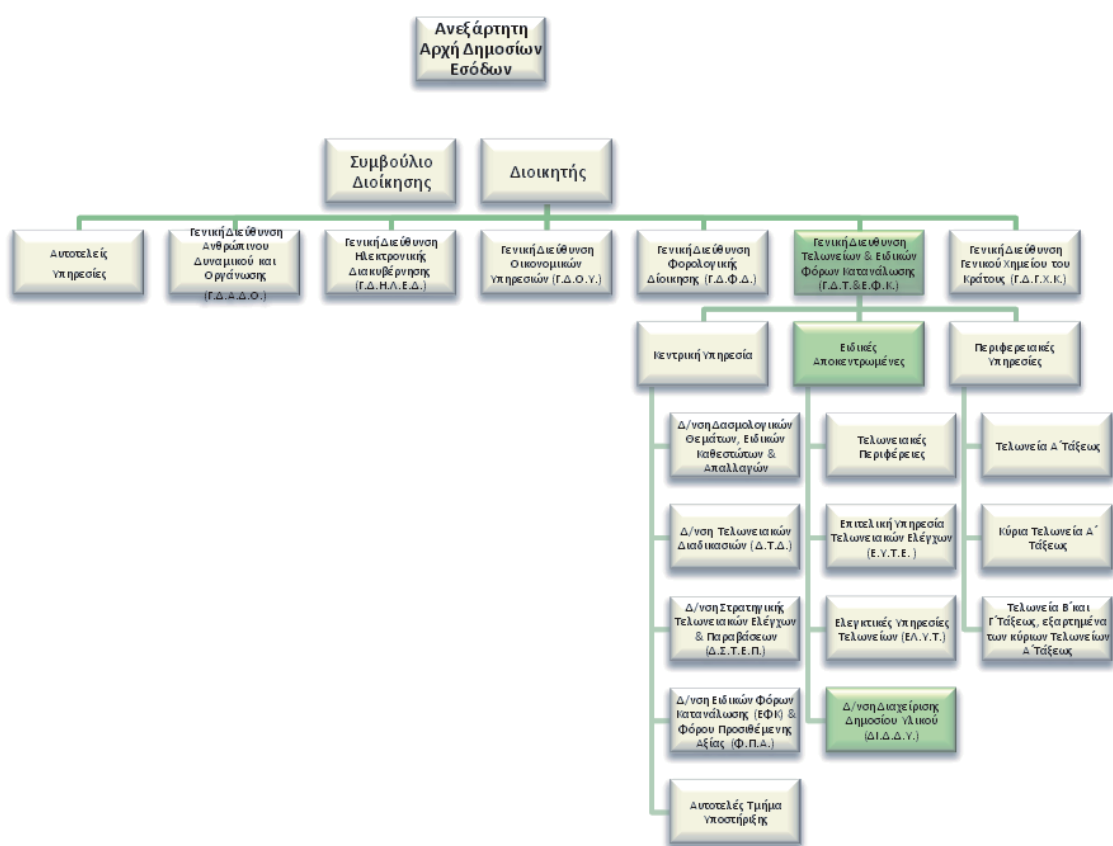 Ανεξάρτητη
Αρχή Δημοσίων
Εσόδων
Συμβούλιο
Διοίκησης
Διοικητής
Αυτοτελείς
Υπηρεσίες
Γενική Διεύθυνση
Ανθρώπινου
Δυναμικού και
Οργάνωσης
(Γ.Δ.Α.Δ.Ο.)
Γενική Διεύθυνση
Ηλεκτρονικής
Διακυβέρνησης
(Γ.Δ.Η.Λ.Ε.Δ.)
Γενική Διεύθυνση
Οικονομικών
Υπηρεσιών (Γ.Δ.Ο.Υ.)
Γενική Διεύθυνση
Φορολογικής
Δίοικησης (Γ.Δ.Φ.Δ.)
Γενική Διευθυνση
Τελωνείων & Ειδικών
Φόρων Κατανάλωσης
(Γ.Δ.Τ.&Ε.Φ.Κ.)
Γενική Διεύθυνση
Γενικού Χημείου του
Κράτους (Γ.Δ.Γ.Χ.Κ.)
Κεντρική Υπηρεσία
Ειδικές
Αποκεντρωμένες
Περιφερειακές
Υπηρεσίες
Δ/νση Δασμολογικών
Θεμάτων, Ειδικών
Καθεστώτων &
Απαλλαγών
Δ/νση Τελωνειακών
Διαδικασιών (Δ.Τ.Δ.)
Δ/νση Στρατηγικής
Τελωνειακών Ελέγχων
& Παραβάσεων
(Δ.Σ.Τ.Ε.Π.)
Δ/νση Ειδικών Φόρων
Κατανάλωσης (ΕΦΚ) &
Φόρου Προσιθέμενης
Αξίας (Φ.Π.Α.)
Αυτοτελές Τμήμα
Υποστήριξης
Τελωνειακές
Περιφέρειες
Επιτελική Υπηρεσία
Τελωνειακών Ελέγχων
(Ε.Υ.Τ.Ε. )
Ελεγκτικές Υπηρεσίες
Τελωνείων (ΕΛ.Υ.Τ.)
Δ/νση Διαχείρισης
Δημοσίου Υλικού
(ΔΙ.Δ.Δ.Υ.)
Τελωνεία Α΄Τάξεως
Κύρια Τελωνεία Α΄
Τάξεως
Τελωνεία Β΄και
Γ΄Τάξεως, εξαρτημένα
των κύριων Τελωνείων
Α΄Τάξεως